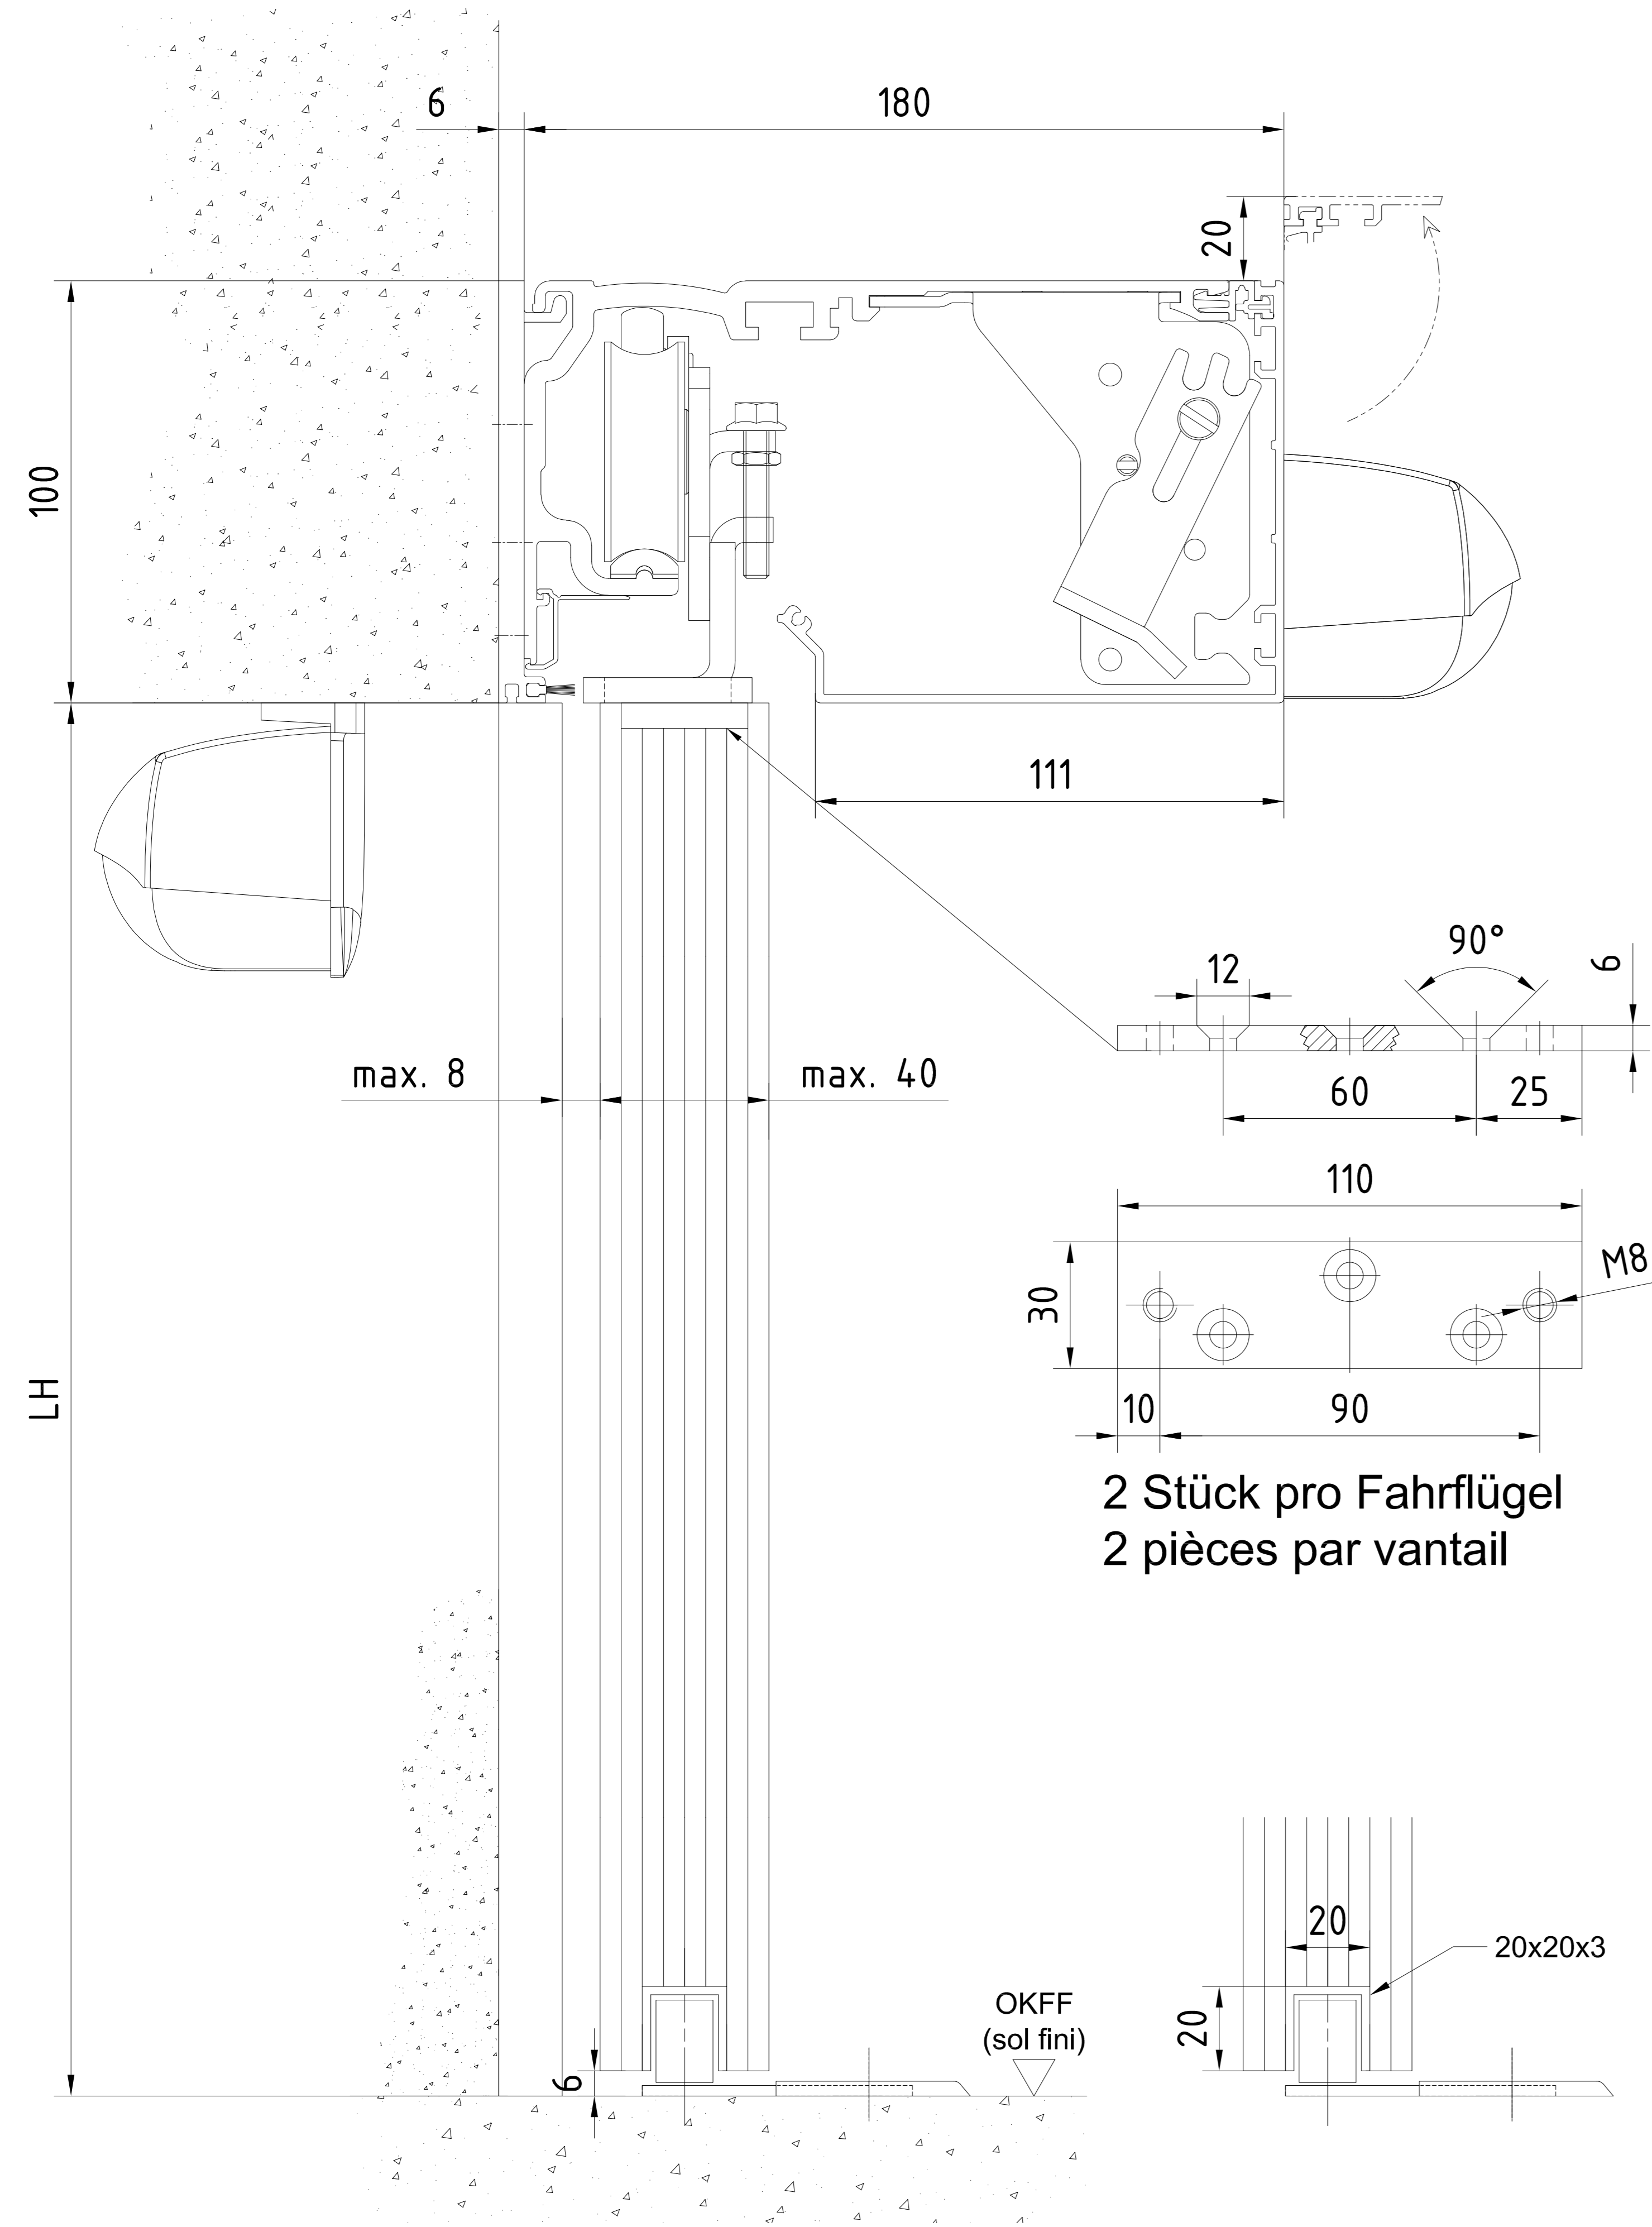 6
180
20
100
111
90°
12
6
max. 8
max. 40
60
25
110
M8
30
LH
10
90
2 Stück pro Fahrflügel
2 pièces par vantail
20
20x20x3
OKFF
(sol fini)
20
6